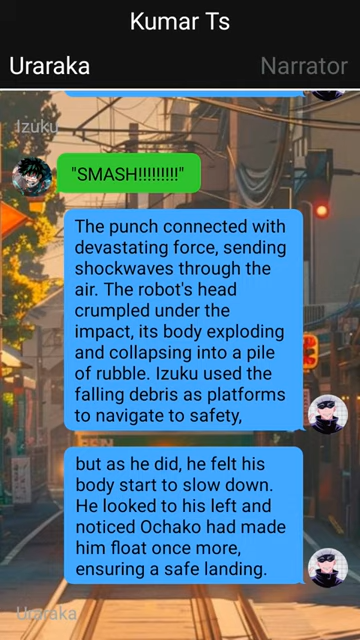 Kumar Ts
Uraraka Narrator
Izuku
"SMASH!!!!!!!!!"
The punch connected with
devastating force, sending
shockwaves through the
air. The robot's head
crumpled under the
impact, its body exploding
and collapsing into a pile
of rubble. Izuku used the
falling debris as platforms
to navigate to safety,
but as he did, he felt his
body start to slow down.
He looked to his left and
noticed Ochako had made
him float once more,
ensuring a safe landing.
Uraraka